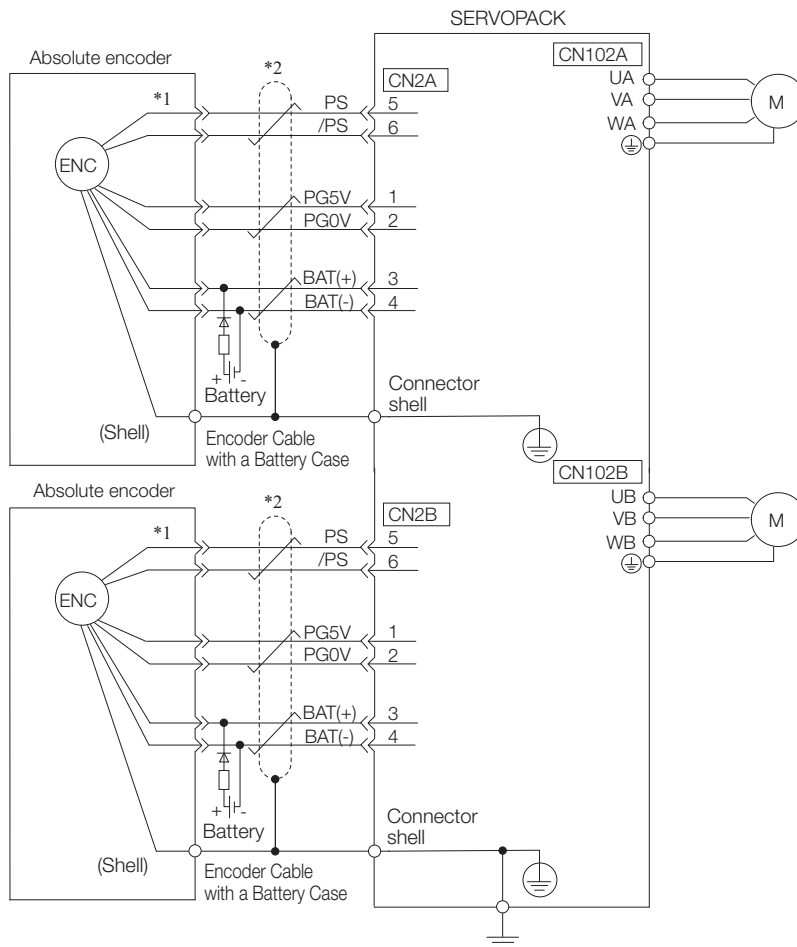 SERVOPACK
Absolute encoder
*1
*2
CN2A
CN102A
UA
VA
WA
M
ENC
PS
5
/PS
6
PG5V
1
PG0V
2
BAT(+)
3
BAT(-)
4
+ -
Battery
Connector
shell
(Shell)
Encoder Cable
with a Battery Case
Absolute encoder
*1
*2
CN2B
CN102B
UB
VB
WB
M
ENC
PS
5
/PS
6
PG5V
1
PG0V
2
BAT(+)
3
BAT(-)
4
+ -
Battery
Connector
shell
(Shell)
Encoder Cable
with a Battery Case